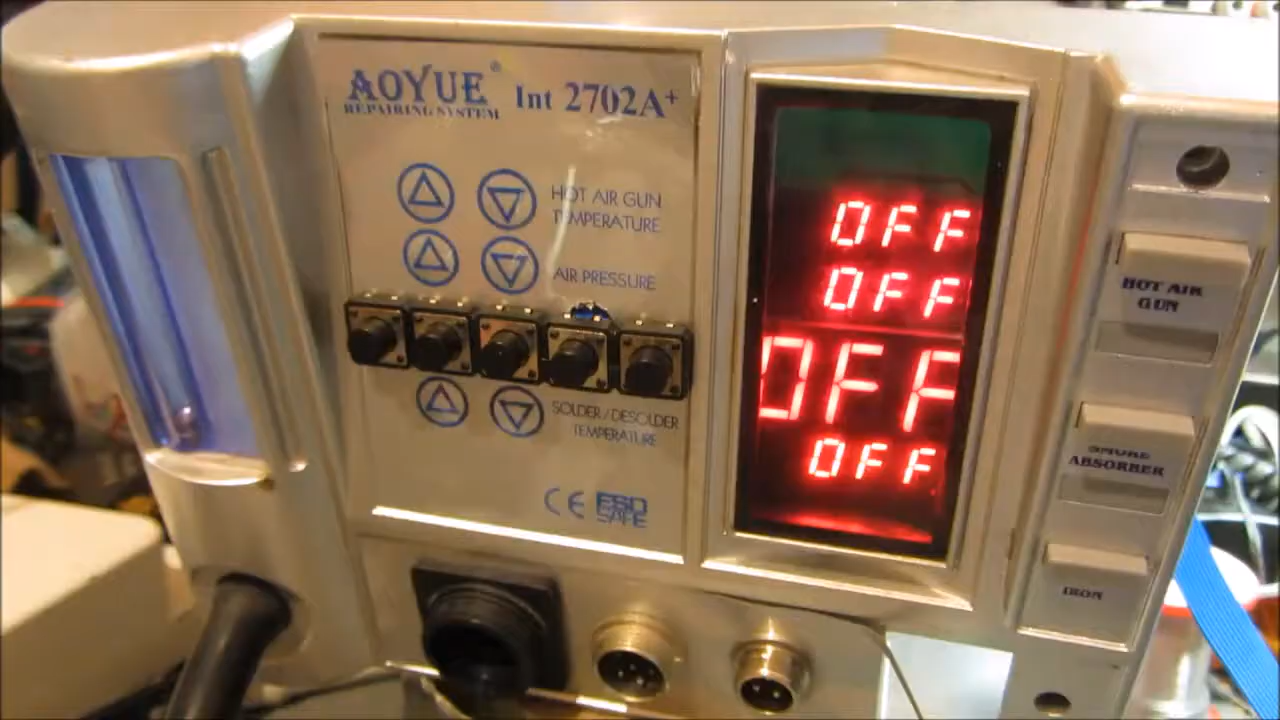 AOYUE®
REPAIRING SYSTEM
Int 2702A+
HOT AIR GUN
TEMPERATURE
AIR PRESSURE
SOLDER/DESOLDER
TEMPERATURE
CE ESD
SAFE
OFF
OFF
OFF
OFF
HOT AIR
GUN
SMOKE
ABSORBER
IRON